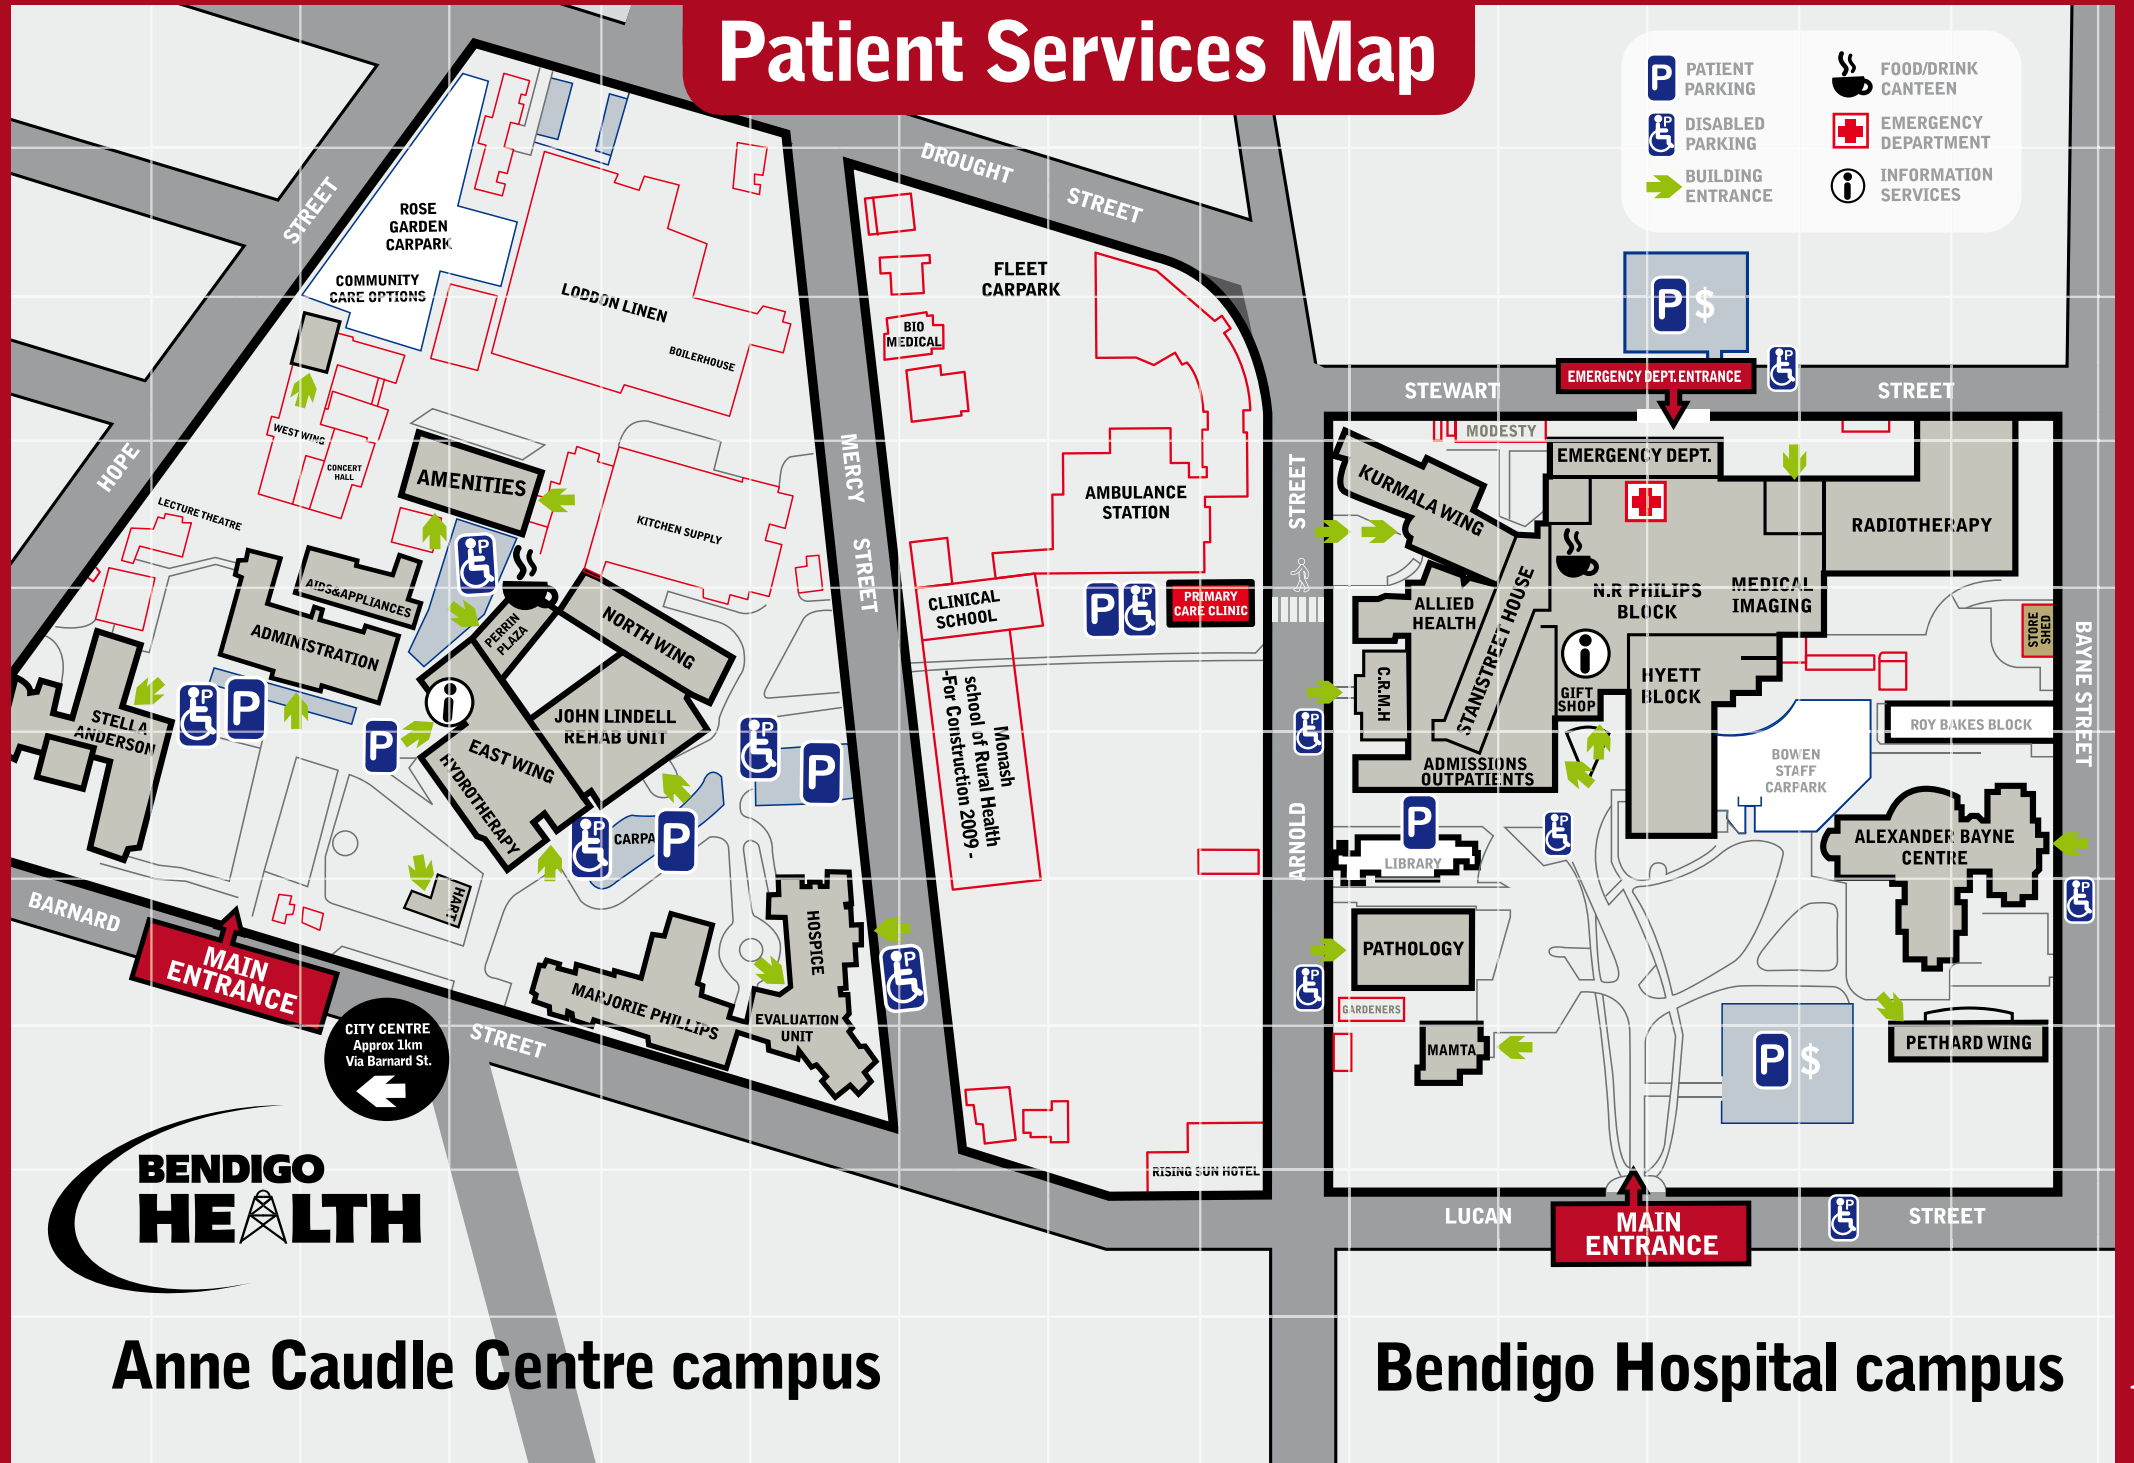 Patient Services Map
PATIENT
PARKING
DISABLED
PARKING
BUILDING
ENTRANCE
FOOD/DRINK
CANTEEN
EMERGENCY
DEPARTMENT
INFORMATION
SERVICES
STREET
HOPE
ROSE
GARDEN
CARPARK
COMMUNITY
CARE OPTIONS
LODDON LINEN
BOILERHOUSE
WEST WING
CONCERT
HALL
LECTURE THEATRE
AMENITIES
KITCHEN SUPPLY
AIDS&APPLIANCES
ADMINISTRATION
PERRIN
PLAZA
NORTH WING
JOHN LINDELL
REHAB UNIT
EAST WING
HYDROTHERAPY
STELLA
ANDERSON
P
P
P
P
P
P
P
P
CARPA
P
HART
HOSPICE
MARJORIE PHILLIPS
EVALUATION
UNIT
P
BARNARD
STREET
MAIN
ENTRANCE
CITY CENTRE
Approx 1km
Via Barnard St.
MERCY
STREET
DROUGHT
STREET
FLEET
CARPARK
BIO
MEDICAL
AMBULANCE
STATION
CLINICAL
SCHOOL
P
P
PRIMARY
CARE CLINIC
Monash
school of Rural Health
-For Construction 2009-
RISING SUN HOTEL
STREET
ARNOLD
P $
EMERGENCY DEPT. ENTRANCE
P
STEWART
STREET
MODESTY
EMERGENCY DEPT.
KURMALA WING
RADIOTHERAPY
N.R PHILIPS
BLOCK
MEDICAL
IMAGING
ALLIED
HEALTH
STANISTREET HOUSE
C.R.M.H
GIFT
SHOP
HYETT
BLOCK
STORE
SHED
BAYNE STREET
ROY BAKES BLOCK
P
ADMISSIONS
OUTPATIENTS
BOWEN
STAFF
CARPARK
P
P
LIBRARY
ALEXANDER BAYNE
CENTRE
P
PATHOLOGY
P
GARDENERS
MAMTA
P $
PETHARD WING
LUCAN
MAIN
ENTRANCE
P
STREET
BENDIGO
HEALTH
Anne Caudle Centre campus
Bendigo Hospital campus